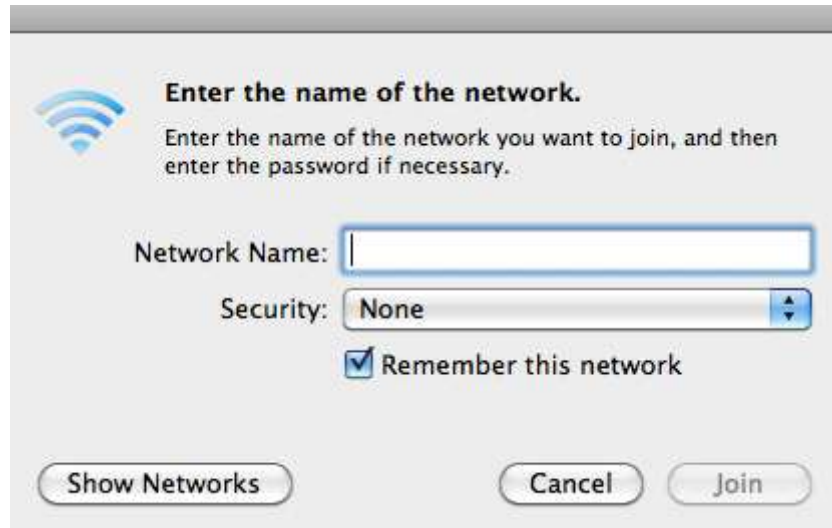 Enter the name of the network.
Enter the name of the network you want to join, and then
enter the password if necessary.
Network Name:
Security: None
Remember this network
Show Networks Cancel Join